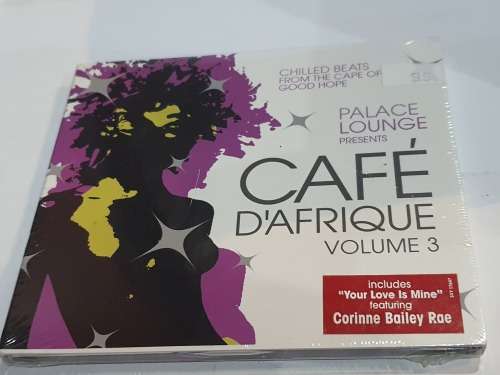 CHILLED BEATS
FROM THE CAPE OF
GOOD HOPE
PALACE
LOUNGE
PRESENTS
CAFÉ
D'AFRIQUE
VOLUME 3
includes
"Your Love Is Mine"
featuring
Corinne Bailey Rae